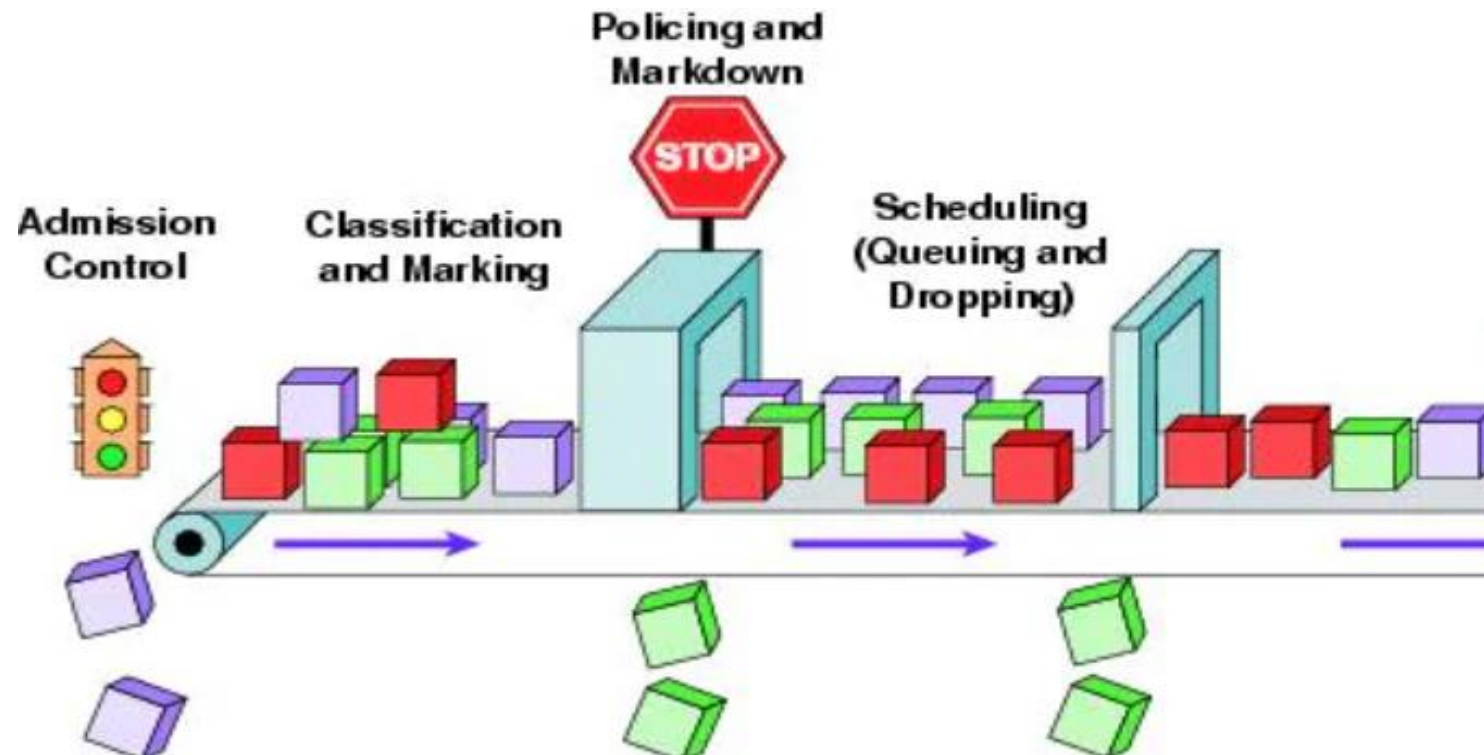 Policing and
Markdown
STOP
Admission
Control
Classification
and Marking
Scheduling
(Queuing and
Dropping)